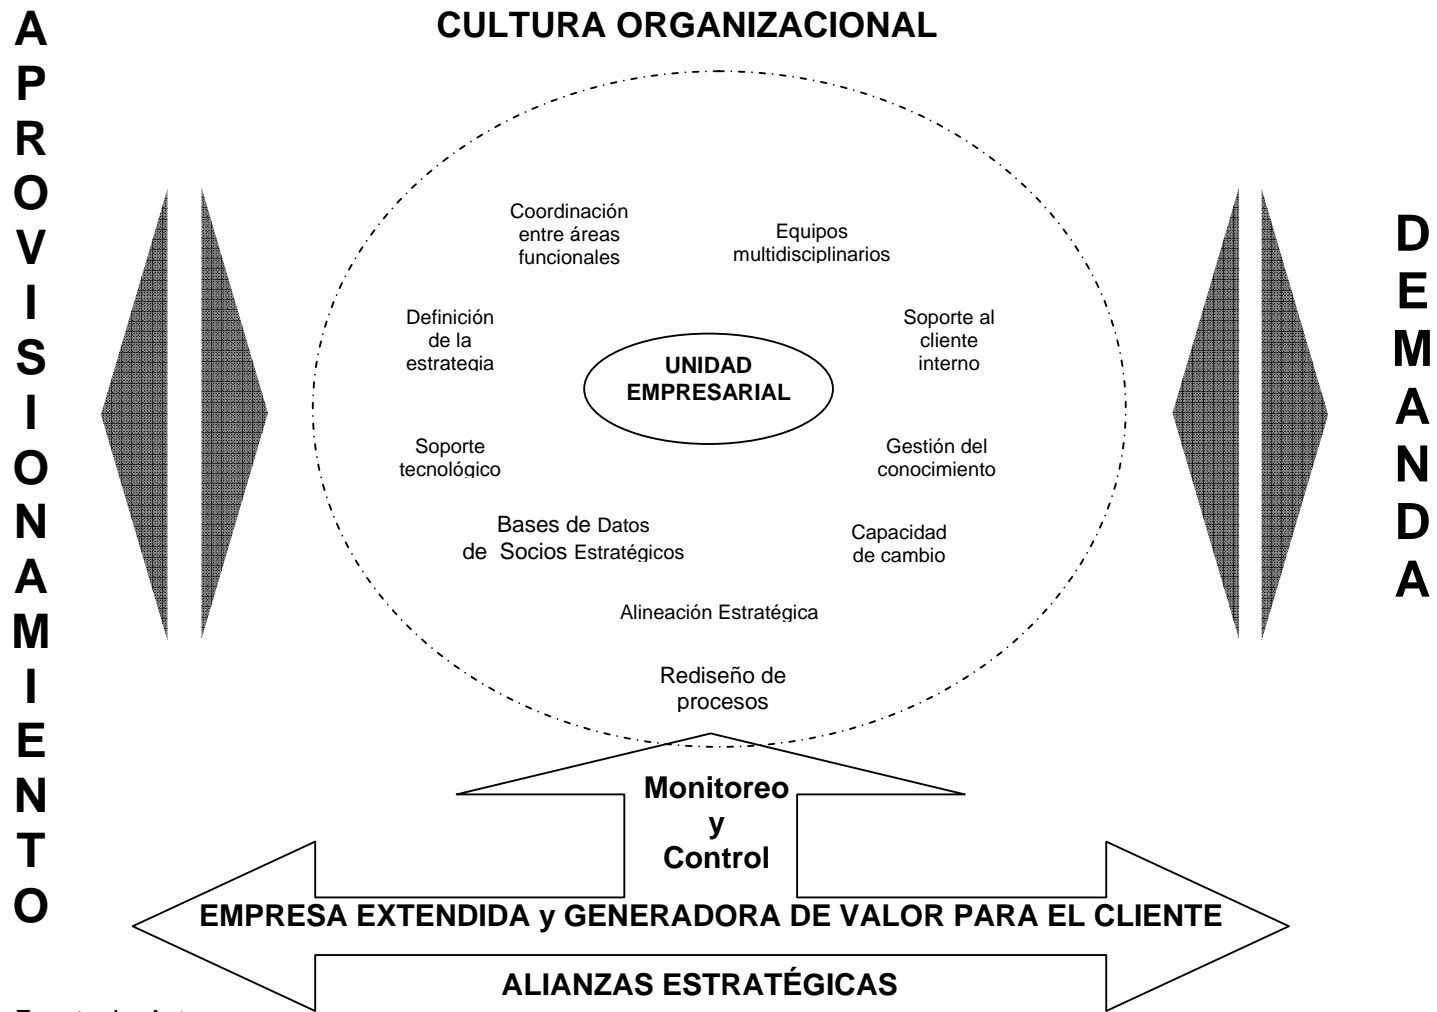 CULTURA ORGANIZACIONAL
APROVISIONAMIENTO
Coordinación
entre áreas
funcionales
Equipos
multidisciplinarios
Definición
de la
estrategia
UNIDAD
EMPRESARIAL
Soporte al
cliente
interno
Soporte
tecnológico
Gestión del
conocimiento
Bases de Datos
de Socios Estratégicos
Capacidad
de cambio
Alineación Estratégica
Rediseño de
procesos
DEMANDA
Monitoreo
y
Control
EMPRESA EXTENDIDA y GENERADORA DE VALOR PARA EL CLIENTE
ALIANZAS ESTRATÉGICAS